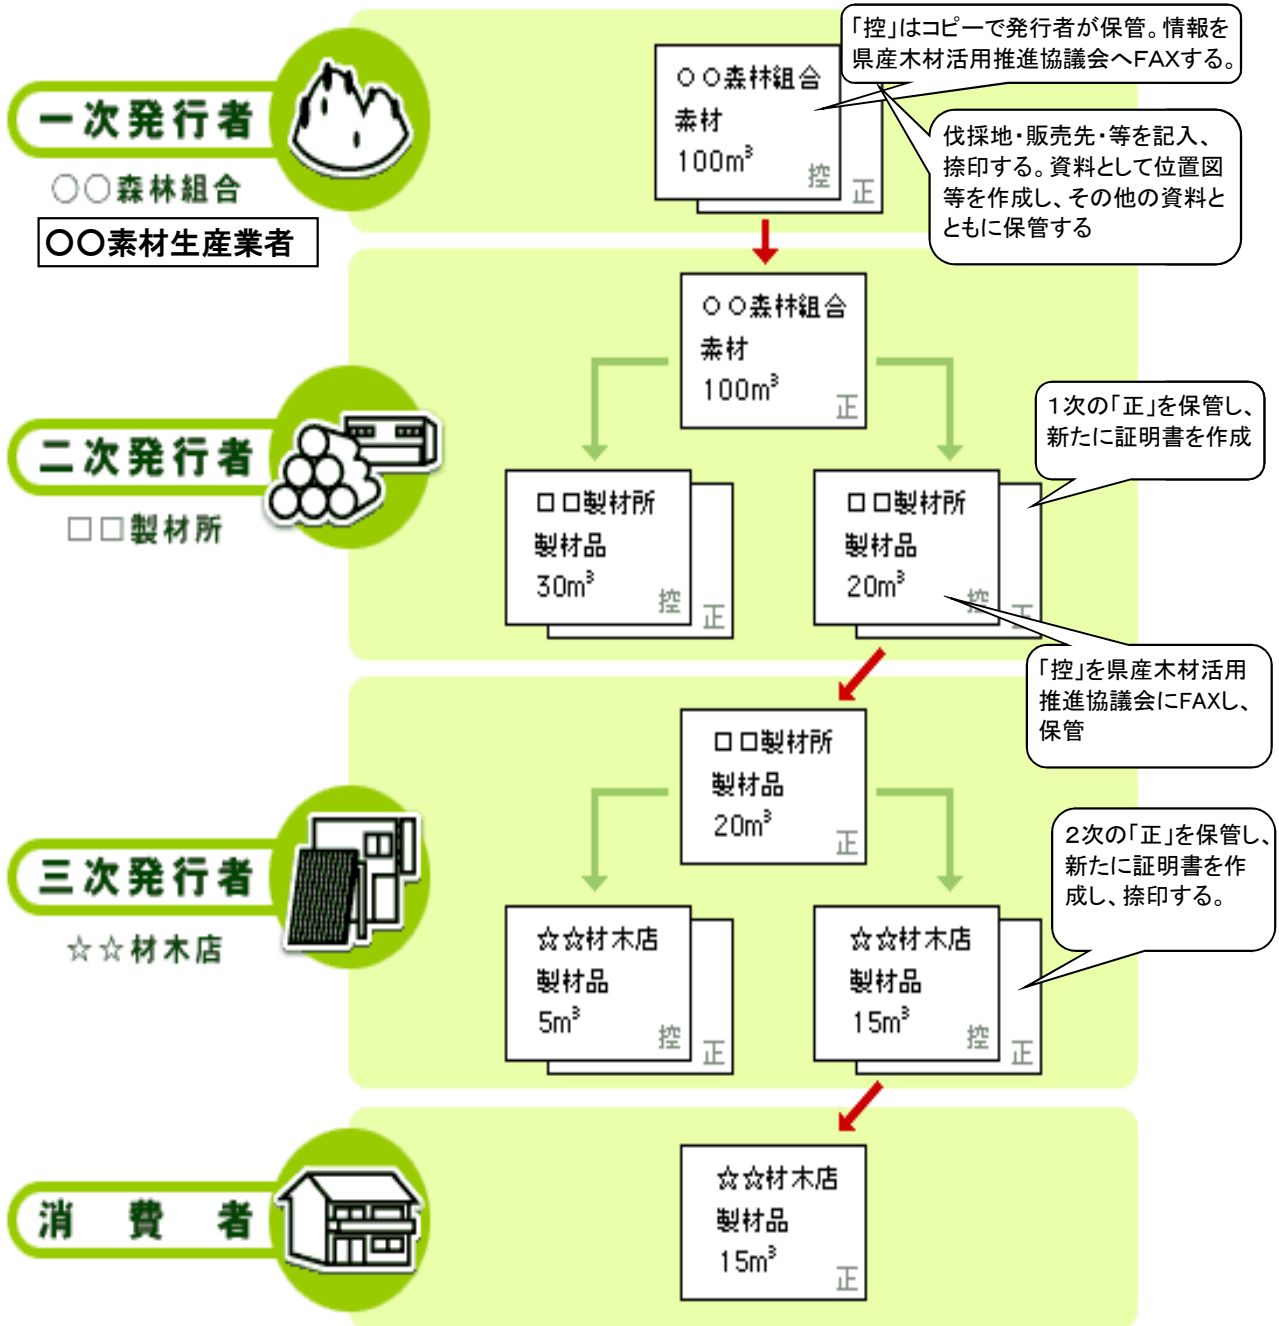 「控」はコピーで発行者が保管。情報を
県産木材活用推進協議会へFAXする。
一次発行者
○○森林組合
○○素材生産業者
○○森林組合
素材
100m³
控
正
伐採地・販売先・等を記入、
捺印する。資料として位置図
等を作成し、その他の資料と
ともに保管する
二次発行者
□□製材所
○○森林組合
素材
100m³
正
1次の「正」を保管し、
新たに証明書を作成
□□製材所
製材品
30m³
控
正
□□製材所
製材品
20m³
控
正
「控」を県産木材活用
推進協議会にFAXし、
保管
三次発行者
☆☆材木店
□□製材所
製材品
20m³
正
2次の「正」を保管し、
新たに証明書を作
成し、捺印する。
☆☆材木店
製材品
5m³
控
正
☆☆材木店
製材品
15m³
控
正
消費者
☆☆材木店
製材品
15m³
正